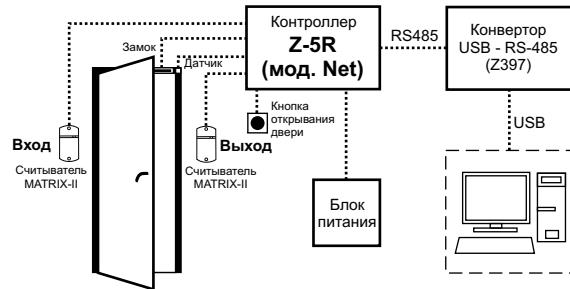 Контроллер
Z-5R
(мод. Net)
RS485
Конвертор
USB - RS-485
(Z397)
USB
Замок
Датчик
Кнопка
открывания
двери
Вход
Считыватель
MATRIX-II
Выход
Считыватель
MATRIX-II
Блок
питания